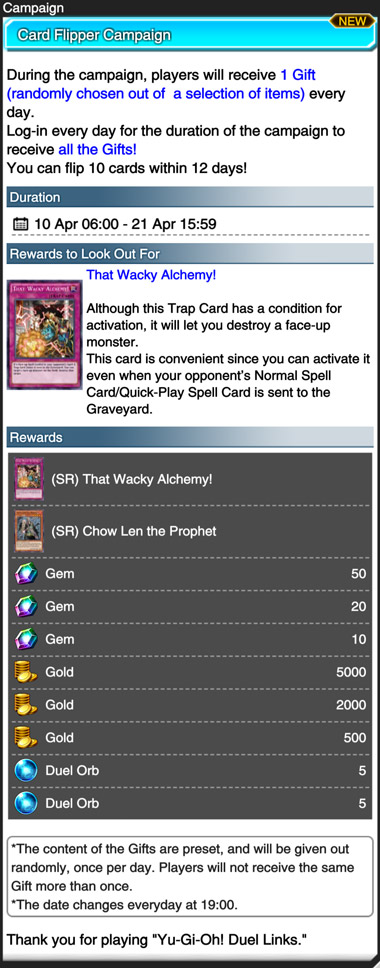 Campaign
NEW
Card Flipper Campaign
During the campaign, players will receive 1 Gift
(randomly chosen out of  a selection of items) every
day.
Log-in every day for the duration of the campaign to
receive all the Gifts!
You can flip 10 cards within 12 days!
Duration
10 Apr 06:00 - 21 Apr 15:59
Rewards to Look Out For
That Wacky Alchemy!
THAT WACKY ALCHEMY!
Although this Trap Card has a condition for
activation, it will let you destroy a face-up
monster.
This card is convenient since you can activate it
even when your opponent's Normal Spell
Card/Quick-Play Spell Card is sent to the
Graveyard.
Rewards
(SR) That Wacky Alchemy!
(SR) Chow Len the Prophet
Gem 50
Gem 20
Gem 10
Gold 5000
Gold 2000
Gold 500
Duel Orb 5
Duel Orb 5
*The content of the Gifts are preset, and will be given out
randomly, once per day. Players will not receive the same
Gift more than once.
*The date changes everyday at 19:00.
Thank you for playing "Yu-Gi-Oh! Duel Links."